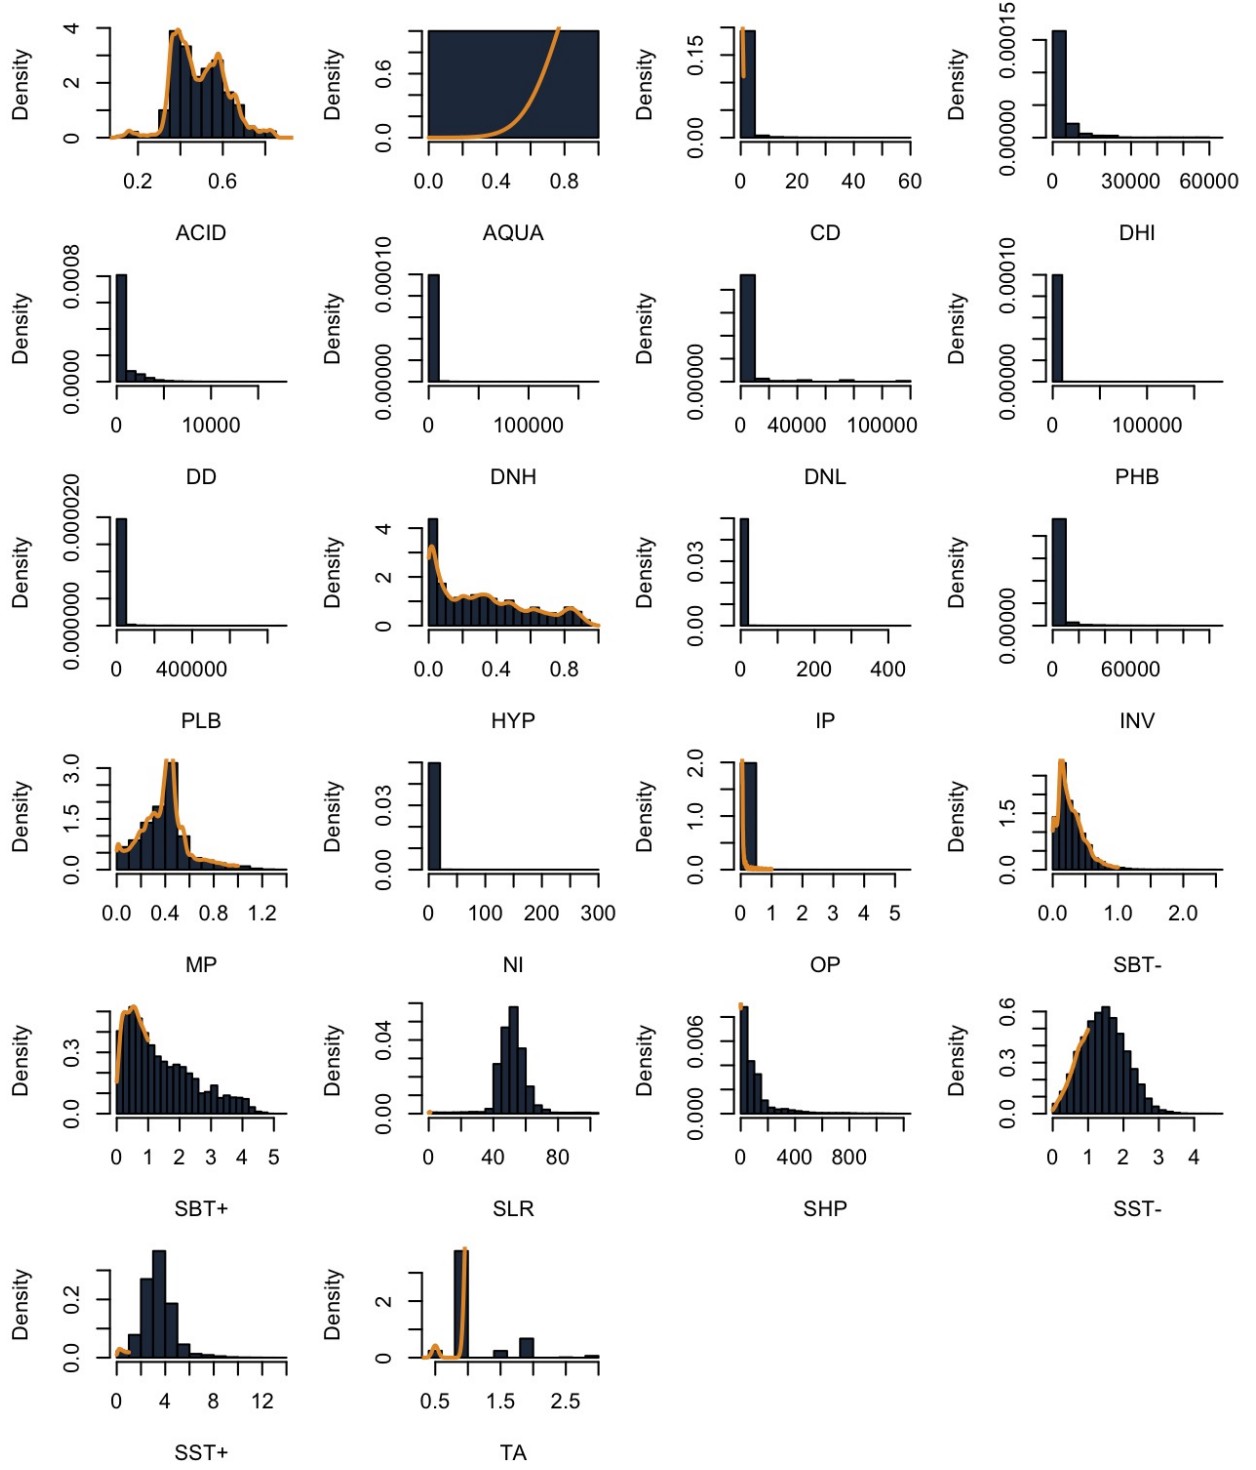 Density 4 2 0 0.2 0.6 ACID
Density 0.6 0.0 0.0 0.4 0.8 AQUA
Density 0.15 0.00 0 20 40 60 CD
Density 0.00015 0.00000 0 30000 60000 DHI
Density 0.0008 0.0000 0 10000 DD
Density 0.00010 0.00000 0 100000 DNH
Density 0.00000 0 40000 100000 DNL
Density 0.00010 0.00000 0 100000 PHB
Density 0.000020 0.000000 0 400000 PLB
Density 4 2 0 0.0 0.4 0.8 HYP
Density 0.03 0.00 0 200 400 IP
Density 0.00000 0 60000 INV
Density 3.0 1.5 0.0 0.0 0.4 0.8 1.2 MP
Density 0.03 0.00 0 100 200 300 NI
Density 2.0 1.0 0.0 0 1 2 3 4 5 OP
Density 1.5 0.0 0.0 1.0 2.0 SBT-
Density 0.3 0.0 0 1 2 3 4 5 SBT+
Density 0.04 0.00 0 40 80 SLR
Density 0.006 0.000 0 400 800 SHP
Density 0.6 0.3 0.0 0 1 2 3 4 SST-
Density 0.2 0.0 0 4 8 12 SST+
Density 2 0 0.5 1.5 2.5 TA